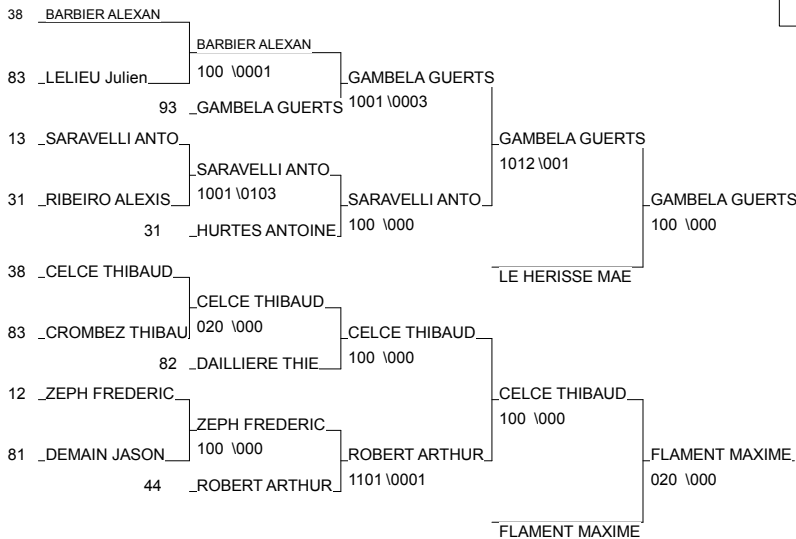 38 BARBIER ALEXAN
BARBIER ALEXAN
83 LELIEU Julien 100 \0001 GAMBELA GUERTS
93 GAMBELA GUERTS 1001 \0003
13 SARAVELLI ANTO GAMBELA GUERTS
SARAVELLI ANTO 1012 \001
31 RIBEIRO ALEXIS 1001 \0103 SARAVELLI ANTO GAMBELA GUERTS
31 HURTES ANTOINE 100 \000 100 \000
38 CELCE THIBAUD LE HERISSE MAE
CELCE THIBAUD
83 CROMBEZ THIBAU 020 \000 CELCE THIBAUD
82 DAILLIERE THIE 100 \000
12 ZEPH FREDERIC CELCE THIBAUD
ZEPH FREDERIC 100 \000
81 DEMAIN JASON 100 \000 ROBERT ARTHUR FLAMENT MAXIME
44 ROBERT ARTHUR 1101 \0001 020 \000
FLAMENT MAXIME